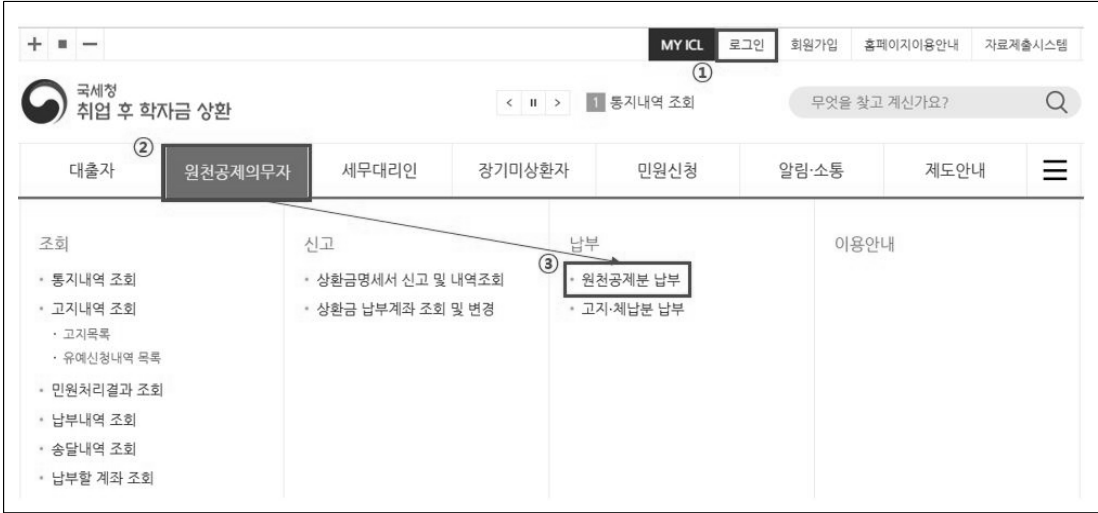 MY ICL 로그인 회원가입 홈페이지이용안내 자료제출시스템
①
국세청
취업 후 학자금 상환
1 통지내역 조회
무엇을 찾고 계신가요?
②
대출자 원천공제의무자 세무대리인 장기미상환자 민원신청 알림·소통 제도안내
조회
· 통지내역 조회
· 고지내역 조회
· 고지목록
· 유예신청내역 목록
· 민원처리결과 조회
· 납부내역 조회
· 송달내역 조회
· 납부할 계좌 조회
신고
· 상환금명세서 신고 및 내역조회
· 상환금 납부계좌 조회 및 변경
납부
③
· 원천공제분 납부
· 고지·체납분 납부
이용안내